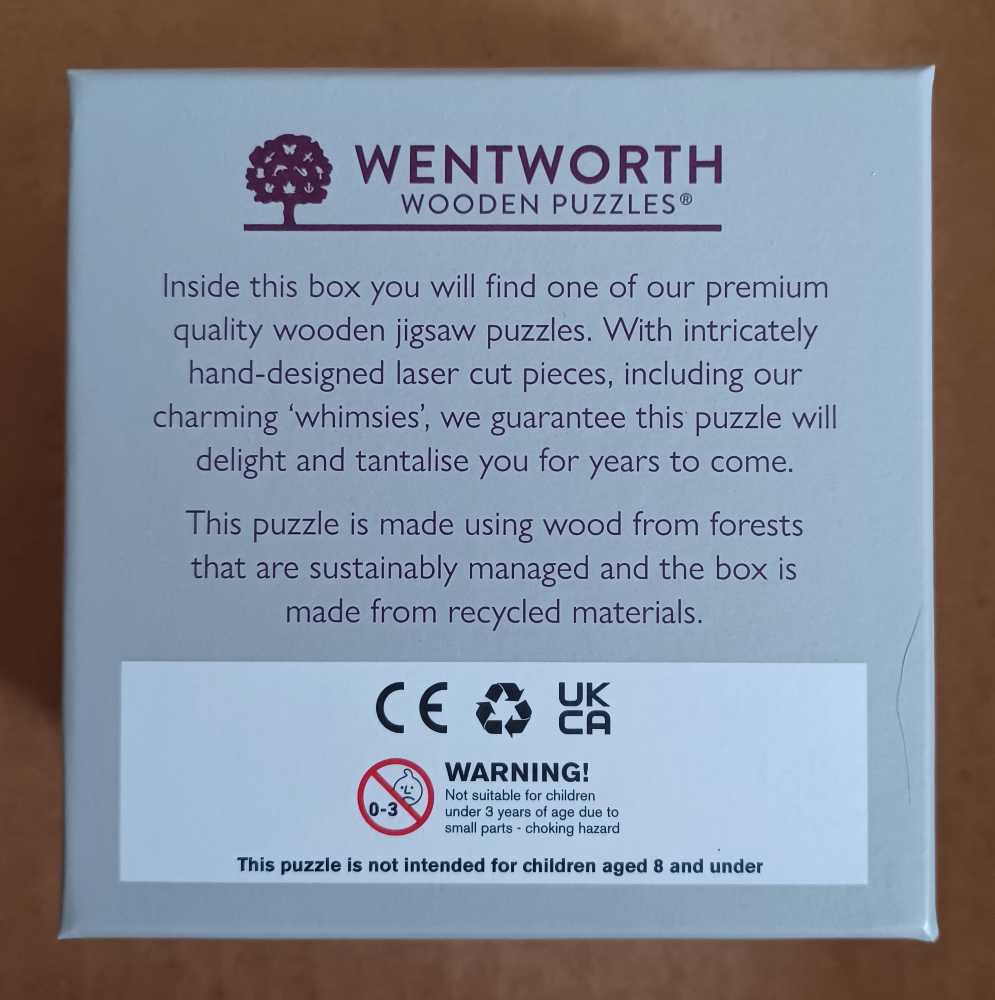 WENTWORTH
WOODEN PUZZLES®
Inside this box you will find one of our premium
quality wooden jigsaw puzzles. With intricately
hand-designed laser cut pieces, including our
charming ‘whimsies’, we guarantee this puzzle will
delight and tantalise you for years to come.
This puzzle is made using wood from forests
that are sustainably managed and the box is
made from recycled materials.
CE
UK
CA
0-3
WARNING!
Not suitable for children
under 3 years of age due to
small parts - choking hazard
This puzzle is not intended for children aged 8 and under